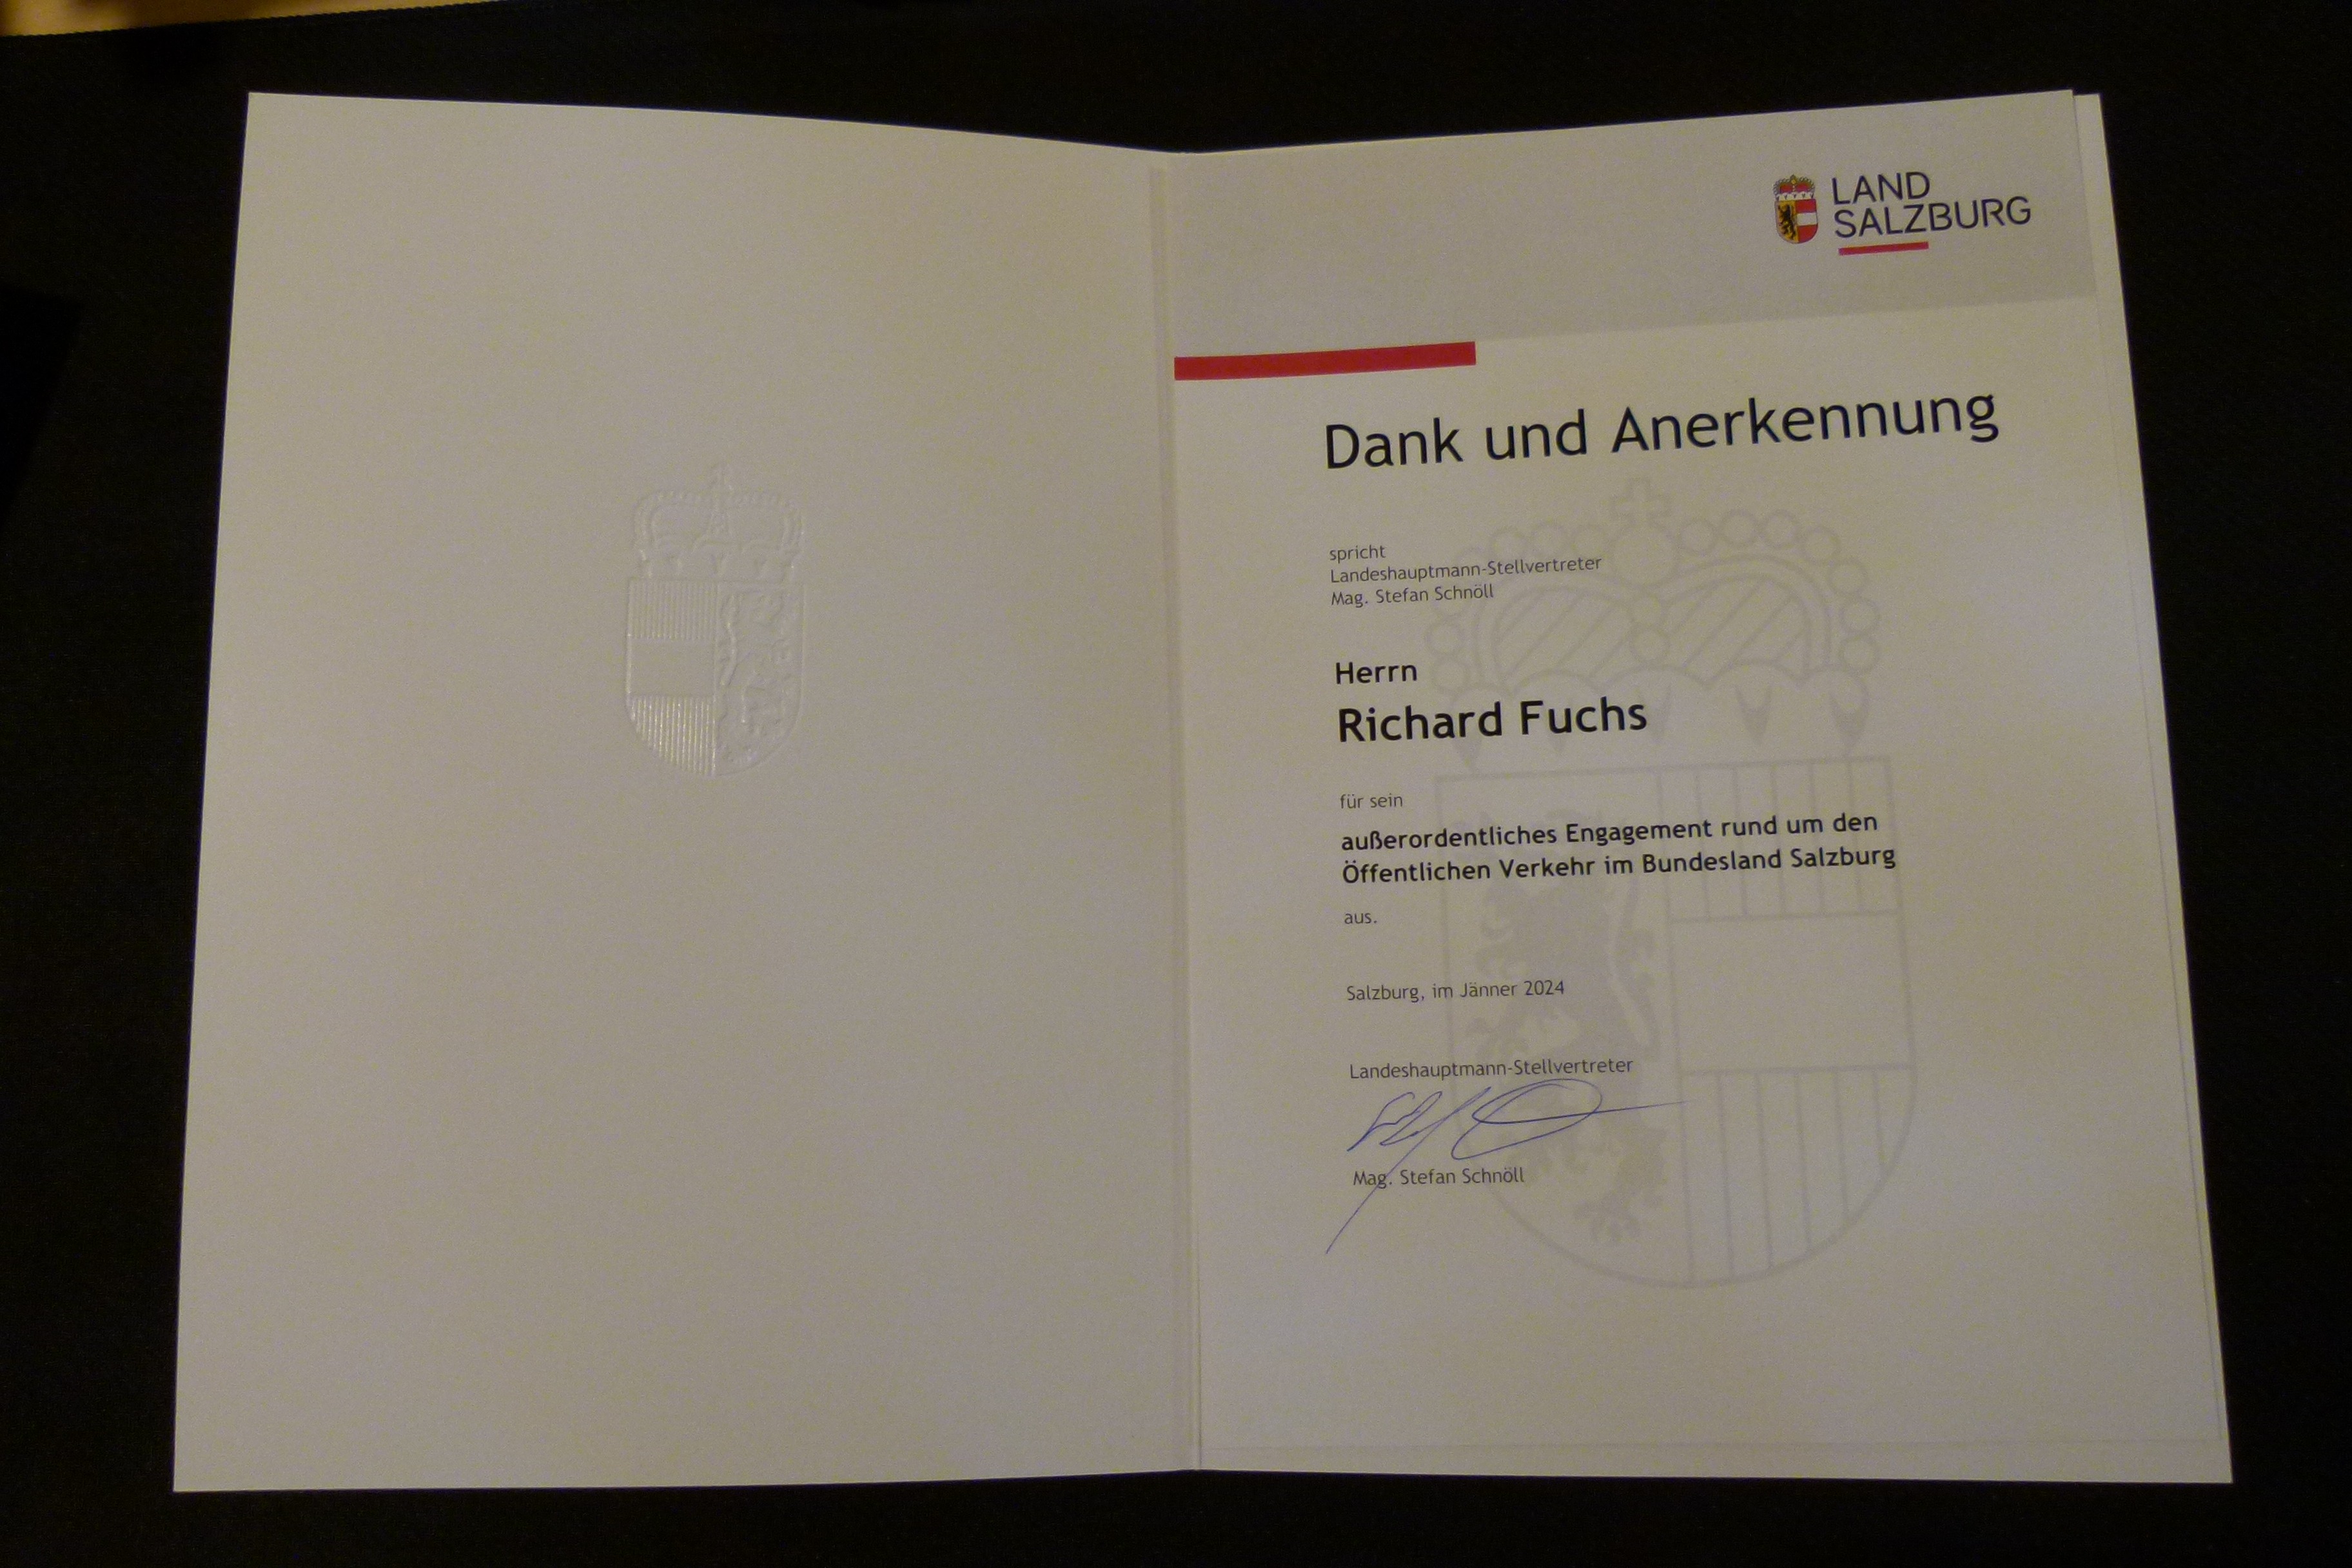 LAND
SALZBURG
Dank und Anerkennung
spricht
Landeshauptmann-Stellvertreter
Mag. Stefan Schnöll
Herrn
Richard Fuchs
für sein
außerordentliches Engagement rund um den
Öffentlichen Verkehr im Bundesland Salzburg
aus.
Salzburg, im Jänner 2024
Landeshauptmann-Stellvertreter
Mag. Stefan Schnöll